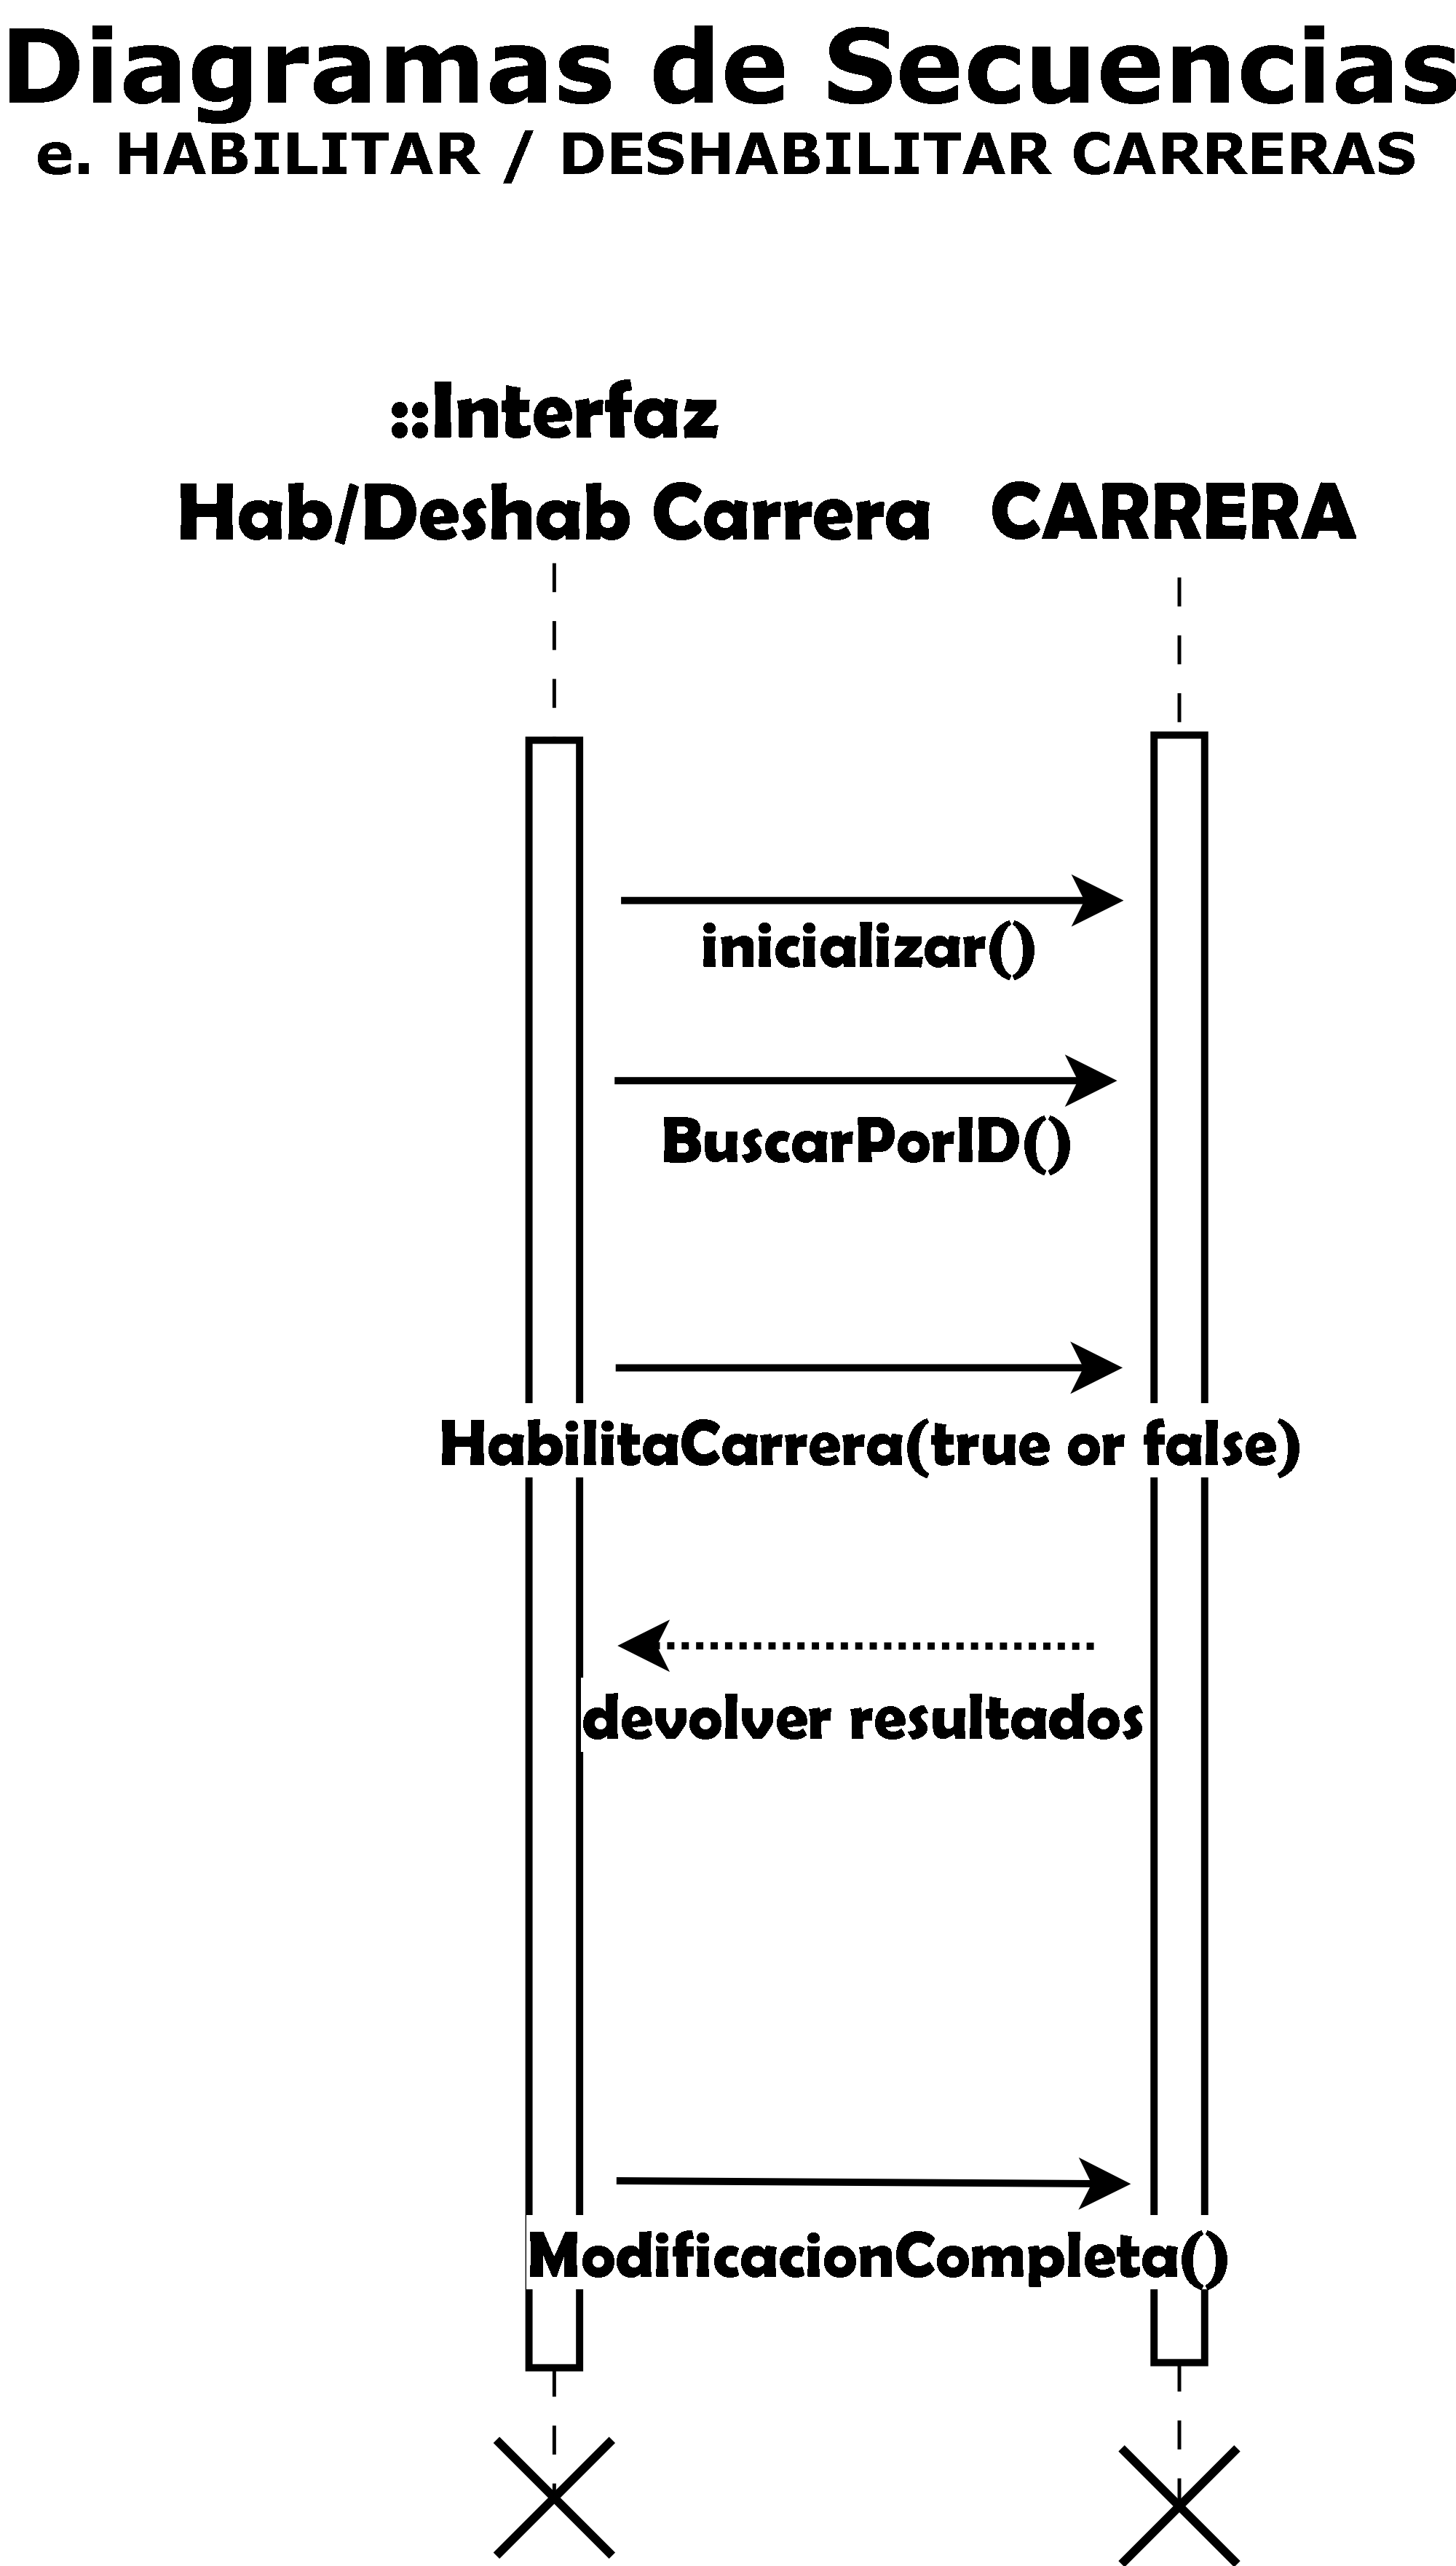 Diagramas de Secuencias
e. HABILITAR / DESHABILITAR CARRERAS
::Interfaz
Hab/Deshab Carrera CARRERA
inicializar()
BuscarPorID()
HabilitaCarrera(true or false)
devolver resultados
ModificacionCompleta()